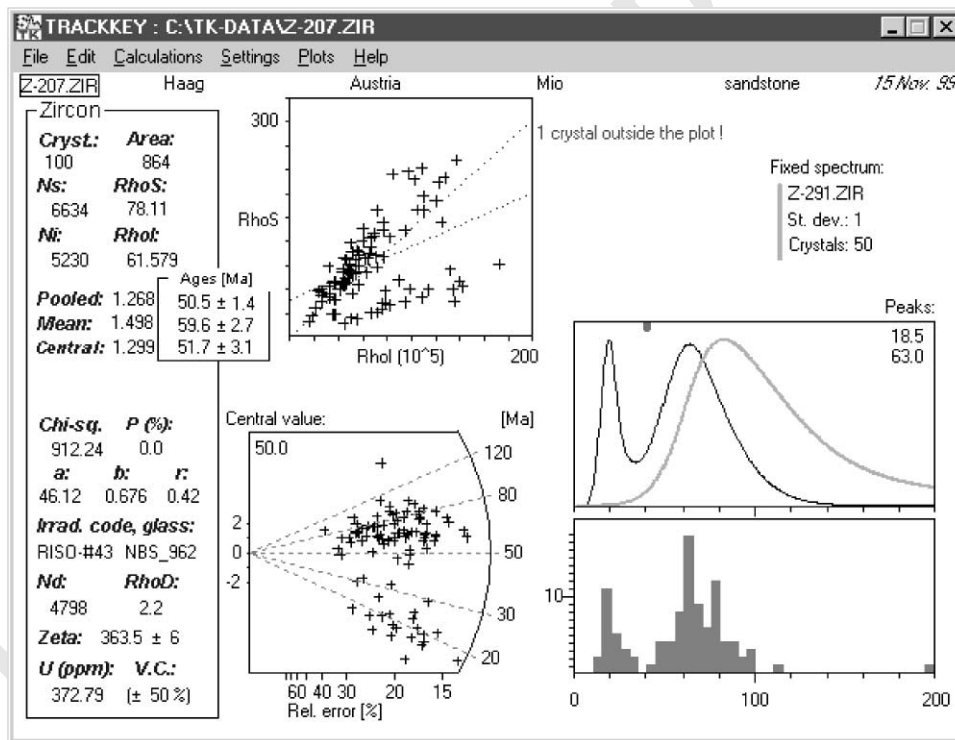 TRACKKEY : C:\TK-DATA\Z-207.ZIR
File Edit Calculations Settings Plots Help
Z-207.ZIR Haag Austria Mio sandstone 15 Nov. 99
Zircon
Cryst.: Area:
100 864
Ns: RhoS:
6634 78.11
Ni: RhoI:
5230 61.579
Ages [Ma]
Pooled: 1.268 50.5 ± 1.4
Mean: 1.498 59.6 ± 2.7
Central: 1.299 51.7 ± 3.1
Chi-sq. P (%):
912.24 0.0
a: b: r:
46.12 0.676 0.42
Irrad. code, glass:
RISO-#43 NBS_962
Nd: RhoD:
4798 2.2
Zeta: 363.5 ± 6
U (ppm): V.C.:
372.79 (± 50 %)
300
RhoS
RhoI (10^5) 200
1 crystal outside the plot !
Fixed spectrum:
Z-291.ZIR
St. dev.: 1
Crystals: 50
Central value: [Ma]
50.0
120
80
50
30
20
2
0
-2
60 40 30 20 15
Rel. error [%]
Peaks:
18.5
63.0
10
0 100 200